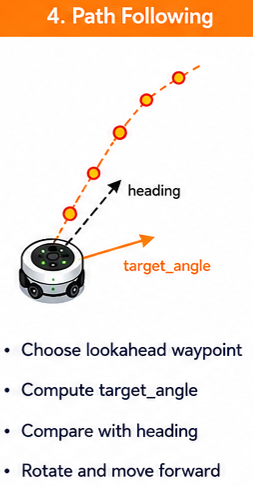 4. Path Following
heading
target_angle
• Choose lookahead waypoint
• Compute target_angle
• Compare with heading
• Rotate and move forward